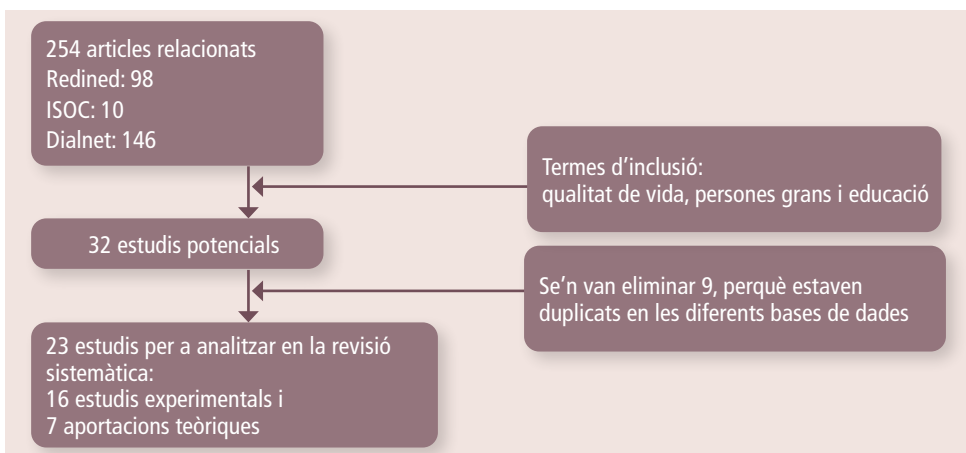 254 articles relacionats
Redined: 98
ISOC: 10
Dialnet: 146
Termes d’inclusió:
qualitat de vida, persones grans i educació
32 estudis potencials
Se’n van eliminar 9, perquè estaven
duplicats en les diferents bases de dades
23 estudis per a analitzar en la revisió
sistemàtica:
16 estudis experimentals i
7 aportacions teòriques